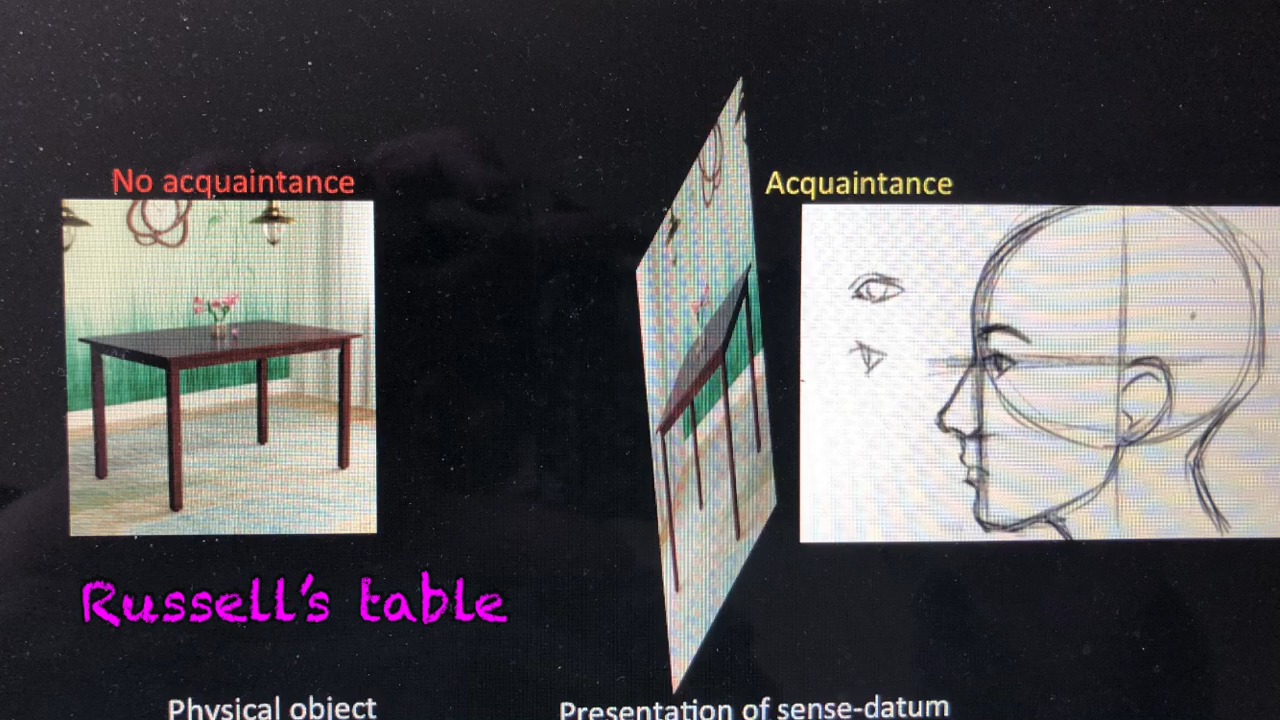 No acquaintance
Acquaintance
Russell's table
Physical object
Presentation of sense-datum